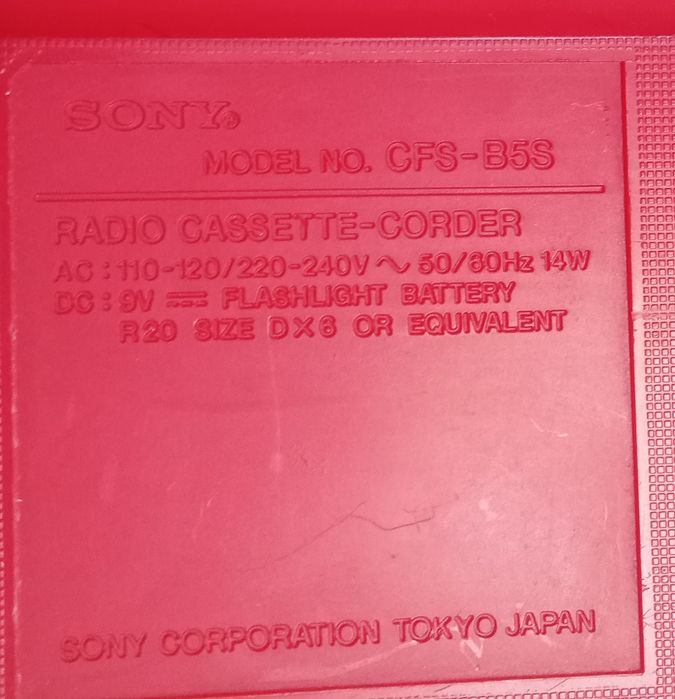 SONY®
MODEL NO. CFS-B5S
RADIO CASSETTE-CORDER
AC : 110-120/220-240V ~ 50/60Hz 14W
DC : 9V ⎓ FLASHLIGHT BATTERY
R20 SIZE D×6 OR EQUIVALENT
SONY CORPORATION TOKYO JAPAN